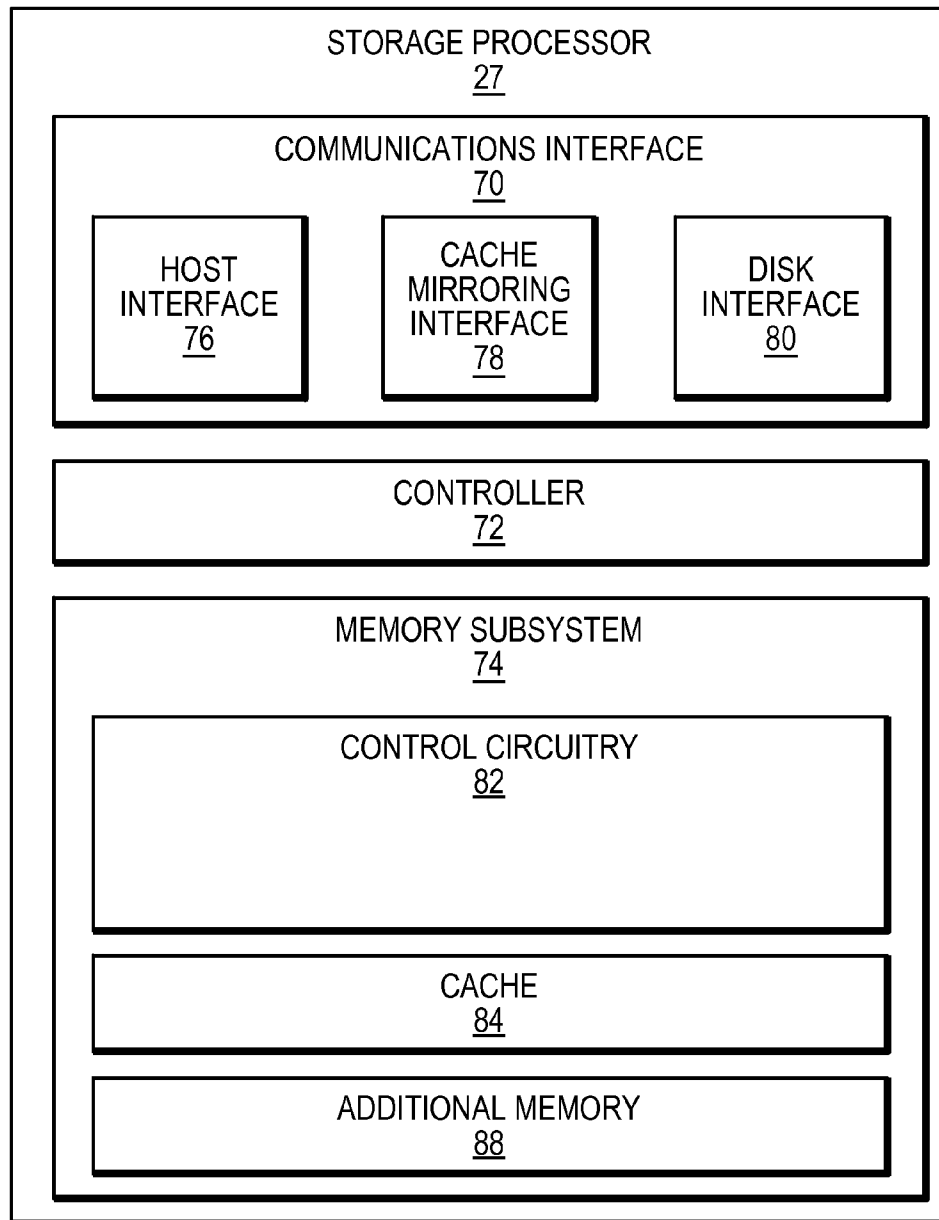 STORAGE PROCESSOR
27
COMMUNICATIONS INTERFACE
70
HOST
INTERFACE
76
CACHE
MIRRORING
INTERFACE
78
DISK
INTERFACE
80
CONTROLLER
72
MEMORY SUBSYSTEM
74
CONTROL CIRCUITRY
82
CACHE
84
ADDITIONAL MEMORY
88